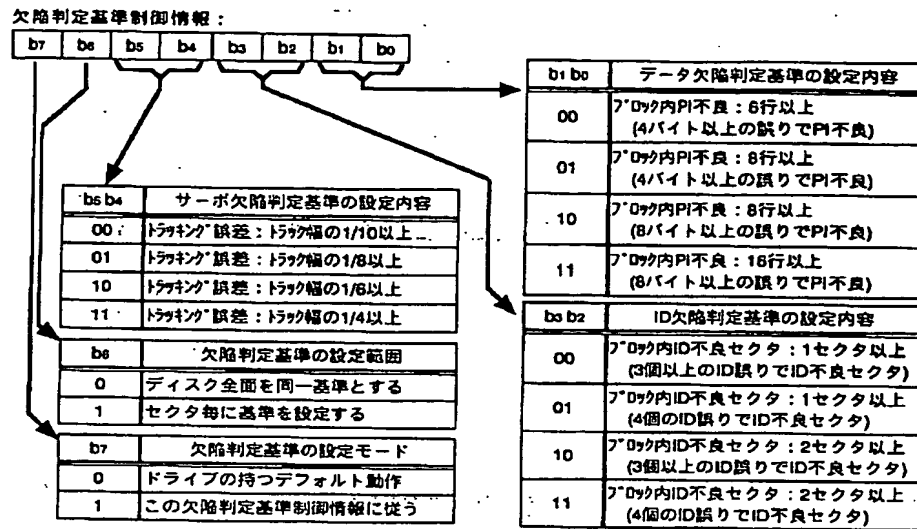 欠陥判定基準制御情報：
b7 b6 b5 b4 b3 b2 b1 b0
b1 b0 データ欠陥判定基準の設定内容
00 ブロック内PI不良：6行以上
(4バイト以上の誤りでPI不良)
01 ブロック内PI不良：8行以上
(4バイト以上の誤りでPI不良)
10 ブロック内PI不良：8行以上
(8バイト以上の誤りでPI不良)
11 ブロック内PI不良：16行以上
(8バイト以上の誤りでPI不良)
b5 b4 サーボ欠陥判定基準の設定内容
00 トラッキング誤差：トラック幅の1/10以上
01 トラッキング誤差：トラック幅の1/8以上
10 トラッキング誤差：トラック幅の1/6以上
11 トラッキング誤差：トラック幅の1/4以上
b3 b2 ID欠陥判定基準の設定内容
00 ブロック内ID不良セクタ：1セクタ以上
(3個以上のID誤りでID不良セクタ)
01 ブロック内ID不良セクタ：1セクタ以上
(4個のID誤りでID不良セクタ)
10 ブロック内ID不良セクタ：2セクタ以上
(3個以上のID誤りでID不良セクタ)
11 ブロック内ID不良セクタ：2セクタ以上
(4個のID誤りでID不良セクタ)
b6 欠陥判定基準の設定範囲
0 ディスク全面を同一基準とする
1 セクタ毎に基準を設定する
b7 欠陥判定基準の設定モード
0 ドライブの持つデフォルト動作
1 この欠陥判定基準制御情報に従う